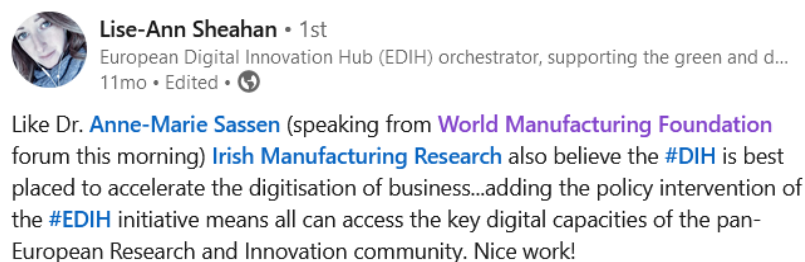 Lise-Ann Sheahan • 1st
European Digital Innovation Hub (EDIH) orchestrator, supporting the green and d...
11mo • Edited •
Like Dr. Anne-Marie Sassen (speaking from World Manufacturing Foundation
forum this morning) Irish Manufacturing Research also believe the #DIH is best
placed to accelerate the digitisation of business...adding the policy intervention of
the #EDIH initiative means all can access the key digital capacities of the pan-
European Research and Innovation community. Nice work!